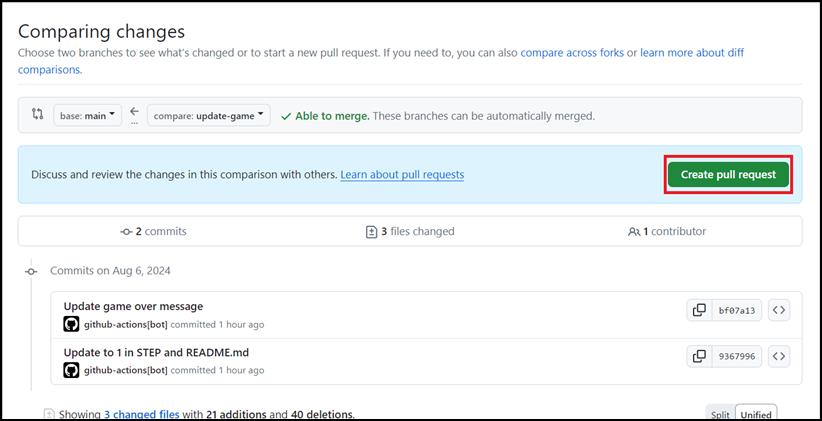 Comparing changes
Choose two branches to see what's changed or to start a new pull request. If you need to, you can also compare across forks or learn more about diff
comparisons.
base: main ← compare: update-game ✓ Able to merge. These branches can be automatically merged.
...
Discuss and review the changes in this comparison with others. Learn about pull requests Create pull request
2 commits 3 files changed 1 contributor
Commits on Aug 6, 2024
Update game over message
github-actions[bot] committed 1 hour ago bf07a13 <>
Update to 1 in STEP and README.md
github-actions[bot] committed 1 hour ago 9367996 <>
Showing 3 changed files with 21 additions and 40 deletions. Split Unified